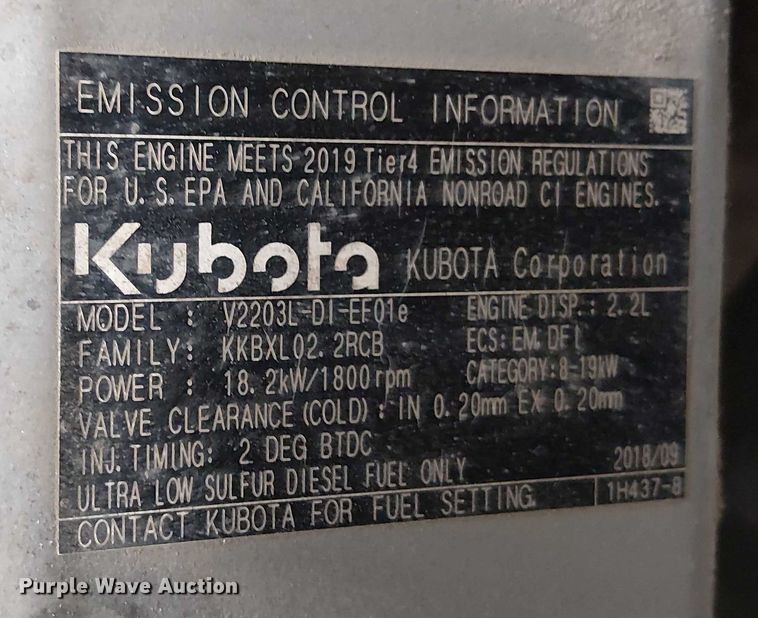 EMISSION CONTROL INFORMATION
THIS ENGINE MEETS 2019 Tier4 EMISSION REGULATIONS
FOR U.S. EPA AND CALIFORNIA NONROAD CI ENGINES.
Kubota KUBOTA Corporation
MODEL : V2203L-DI-EF01e ENGINE DISP.: 2.2L
FAMILY: KKBXL02.2RCB ECS:EM DFI
POWER : 18.2kW/1800rpm CATEGORY:8-19kW
VALVE CLEARANCE(COLD): IN 0.20mm EX 0.20mm
INJ. TIMING: 2 DEG BTDC
ULTRA LOW SULFUR DIESEL FUEL ONLY 2018/09
CONTACT KUBOTA FOR FUEL SETTING. 1H437-8
Purple Wave Auction